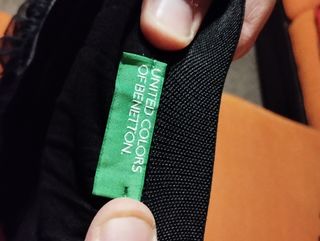 UNITED COLORS
OF BENETTON.